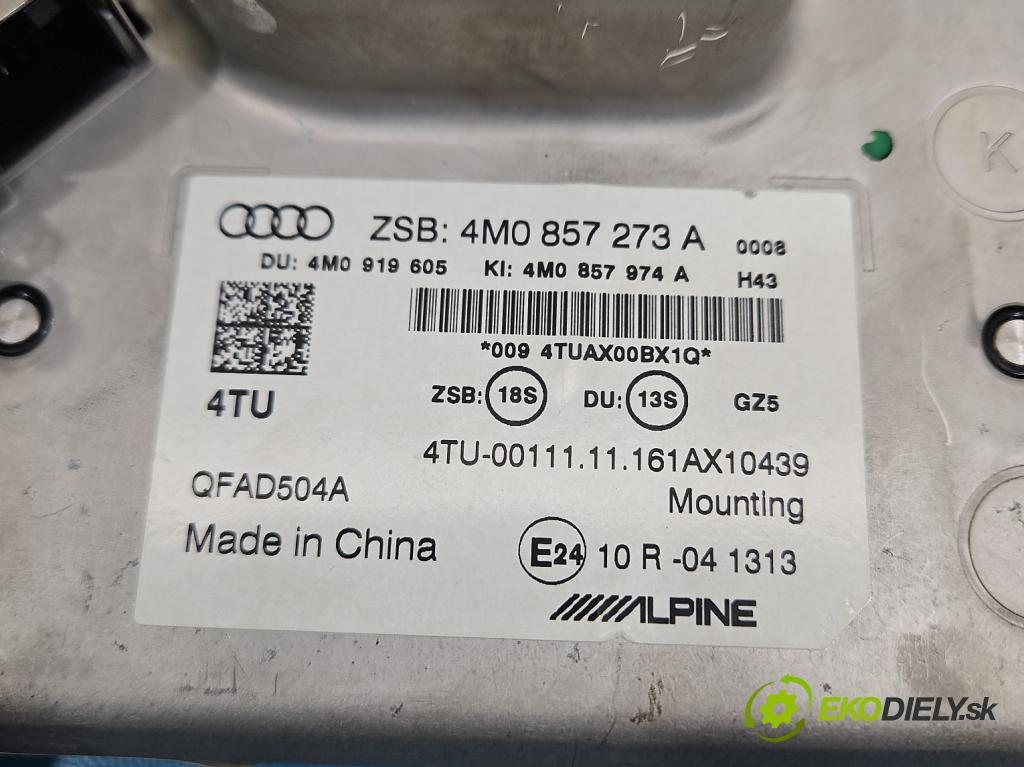 K
ZSB: 4M0 857 273 A 0008
DU: 4M0 919 605 KI: 4M0 857 974 A H43
*009 4TUAX00BX1Q*
4TU ZSB: 18S DU: 13S GZ5
4TU-00111.11.161AX10439
QFAD504A Mounting
Made in China E24 10 R -04 1313
ALPINE
EKODIELY.sk